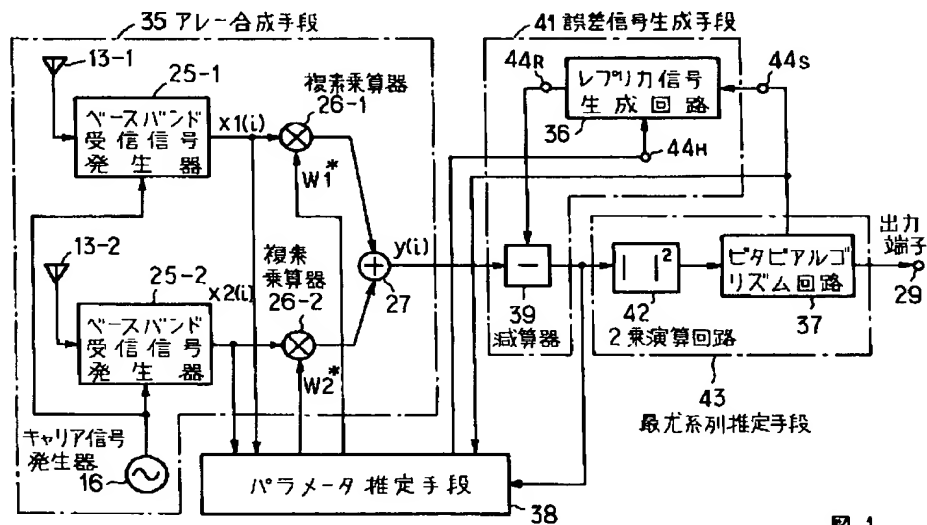 35 アレー合成手段
13-1
25-1
ベースバンド
受信信号
発生器
x1(i)
複素乗算器
26-1
W1*
13-2
25-2
ベースバンド
受信信号
発生器
x2(i)
複素
乗算器
26-2
W2*
+
27
y(i)
キャリア信号
発生器
16
パラメータ推定手段
38
41 誤差信号生成手段
44R
レプリカ信号
生成回路
36
44S
44H
−
39
減算器
| |²
42
2乗演算回路
ビタビアルゴ
リズム回路
37
出力
端子
29
43
最尤系列推定手段
図 1